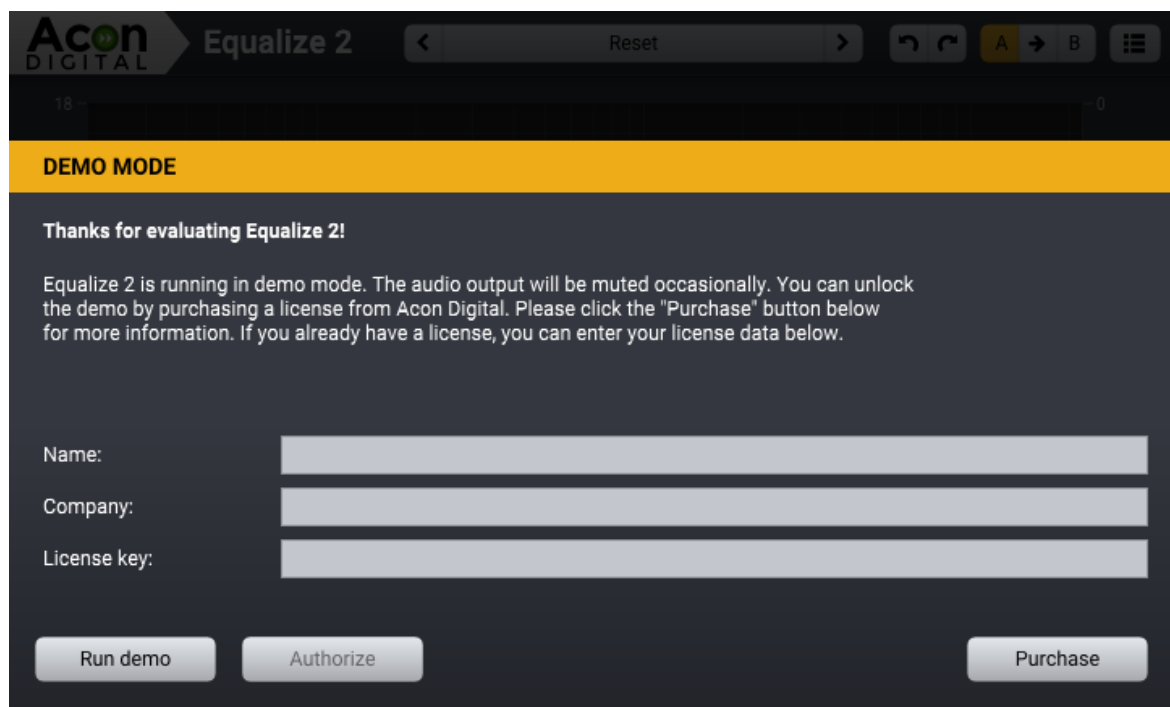 Acon
DIGITAL
Equalize 2
Reset
A
B
18
0
DEMO MODE
Thanks for evaluating Equalize 2!
Equalize 2 is running in demo mode. The audio output will be muted occasionally. You can unlock
the demo by purchasing a license from Acon Digital. Please click the "Purchase" button below
for more information. If you already have a license, you can enter your license data below.
Name:
Company:
License key:
Run demo
Authorize
Purchase